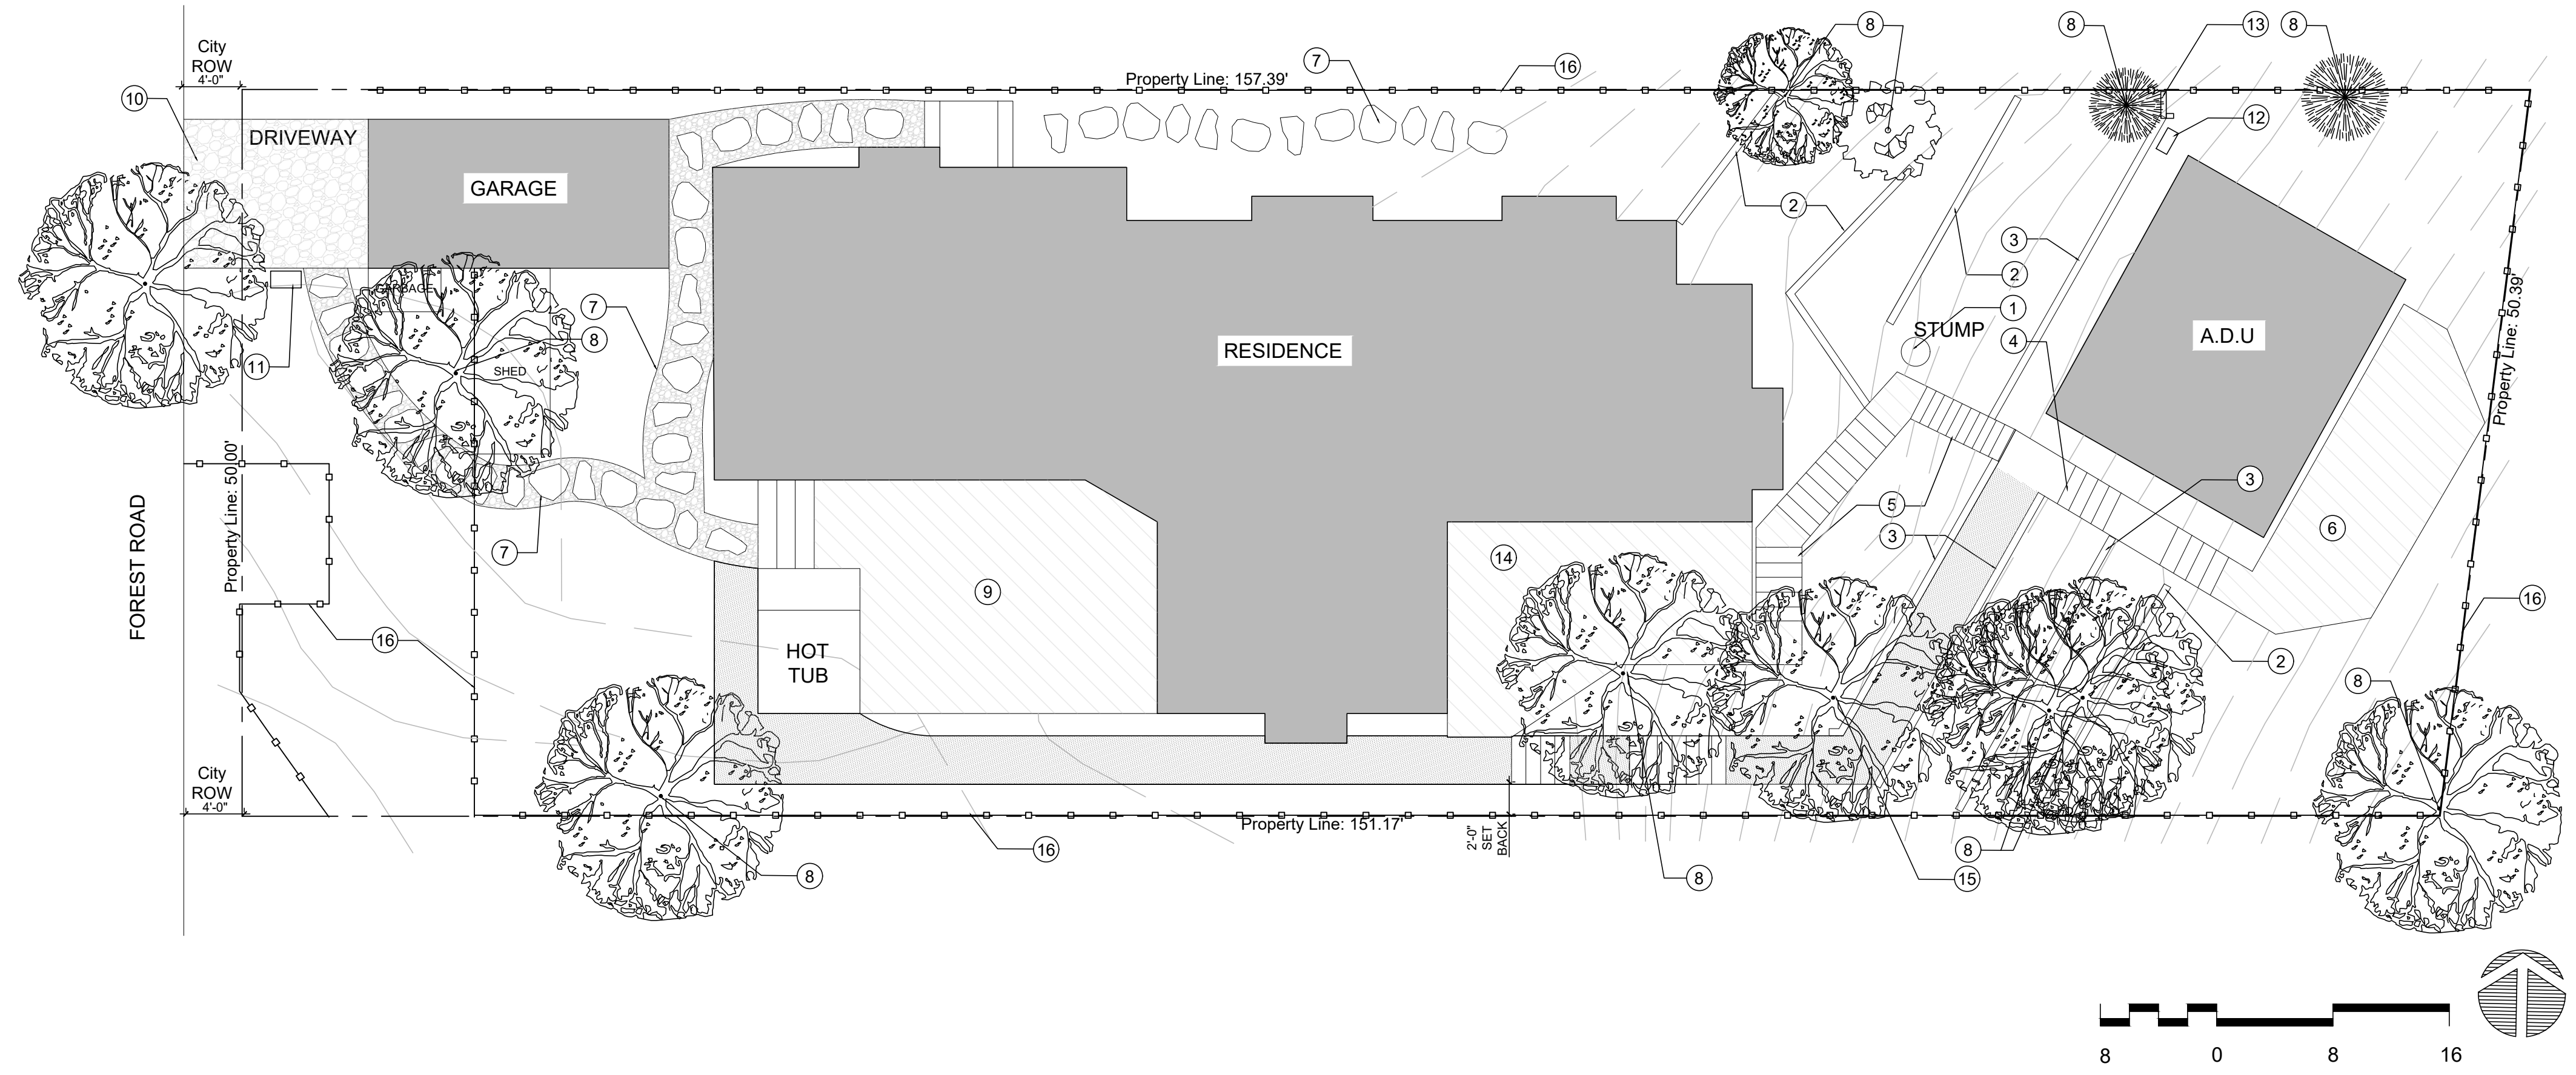 8
8
13
8
City
ROW
4'-0"
7
16
Property Line: 157.39'
10
12
DRIVEWAY
GARAGE
2
3
2
GARBAGE
7
1
STUMP
8
4
A.D.U
RESIDENCE
Property Line: 50.39'
11
SHED
3
5
Property Line: 50.00'
FOREST ROAD
6
3
7
14
9
16
16
HOT
TUB
2
8
City
ROW
4'-0"
Property Line: 151.17'
2'-0"
SET
BACK
16
8
8
8
15
8
0
8
16